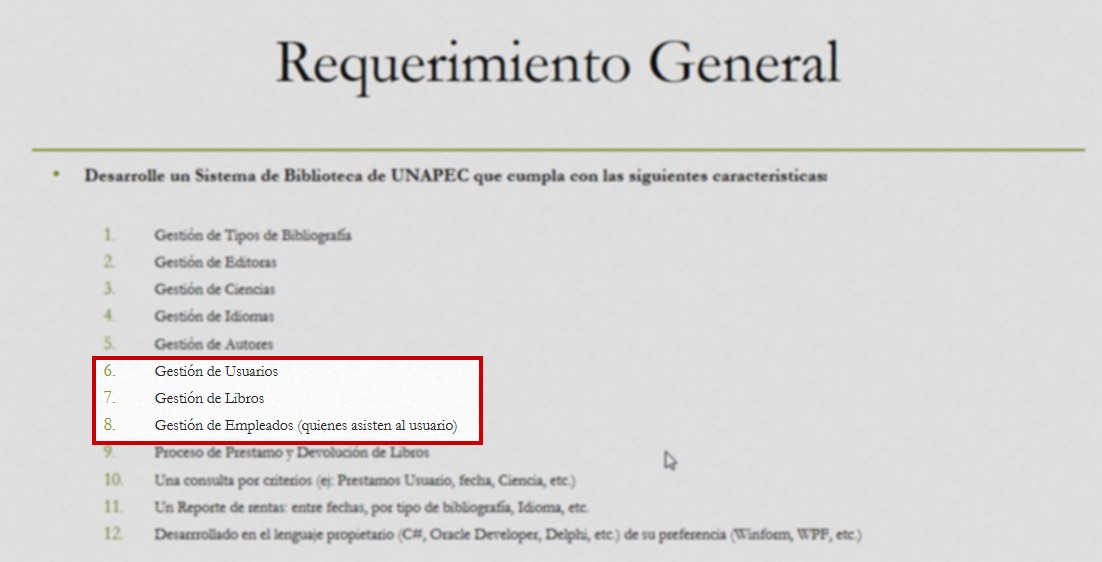 Requerimiento General
• Desarrolle un Sistema de Biblioteca de UNAPEC que cumpla con las siguientes caracteristicas:
1. Gestión de Tipos de Bibliografía
2. Gestión de Editoras
3. Gestión de Ciencias
4. Gestión de Idiomas
5. Gestión de Autores
6. Gestión de Usuarios
7. Gestión de Libros
8. Gestión de Empleados (quienes asisten al usuario)
9. Proceso de Prestamo y Devolución de Libros
10. Una consulta por criterios (ej: Prestamos Usuario, fecha, Ciencia, etc.)
11. Un Reporte de rentas: entre fechas, por tipo de bibliografía, Idioma, etc.
12. Desarrrollado en el lenguaje propietario (C#, Oracle Developer, Delphi, etc.) de su preferencia (Winform, WPF, etc.)